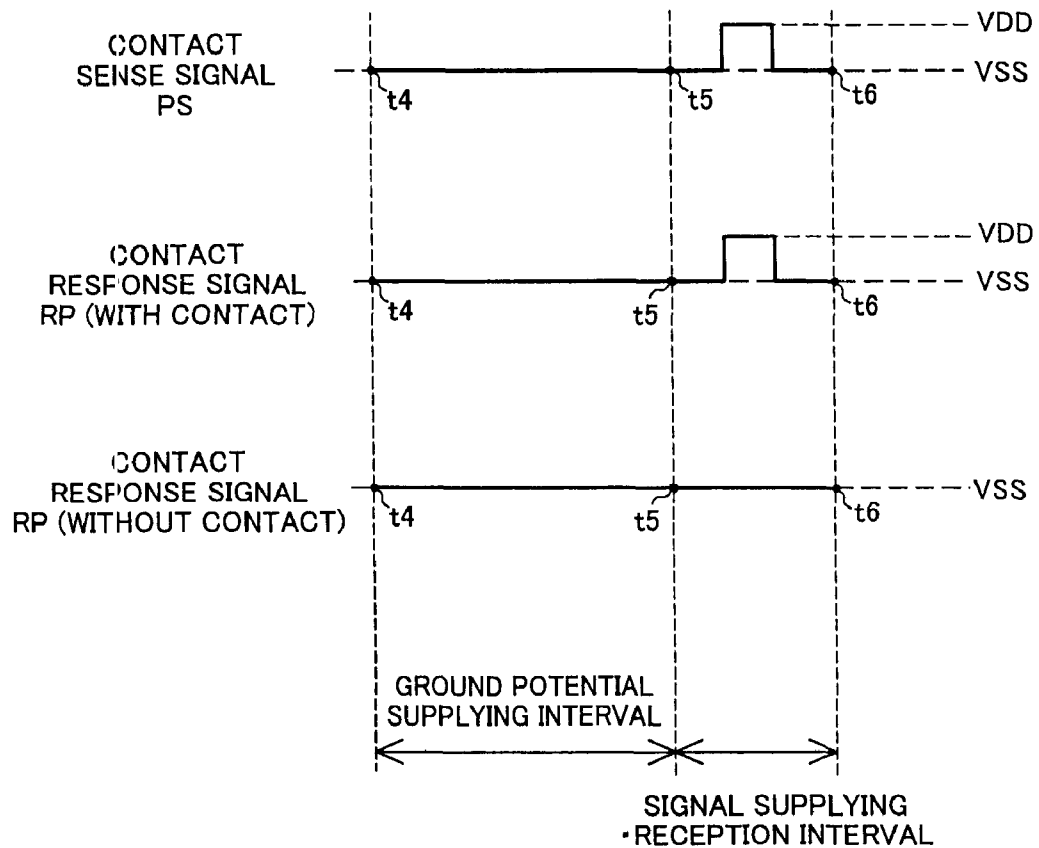 CONTACT
SENSE SIGNAL
PS
VDD
VSS
t4
t5
t6
CONTACT
RESPONSE SIGNAL
RP (WITH CONTACT)
VDD
VSS
t4
t5
t6
CONTACT
RESPONSE SIGNAL
RP (WITHOUT CONTACT)
VSS
t4
t5
t6
GROUND POTENTIAL
SUPPLYING INTERVAL
SIGNAL SUPPLYING
·RECEPTION INTERVAL